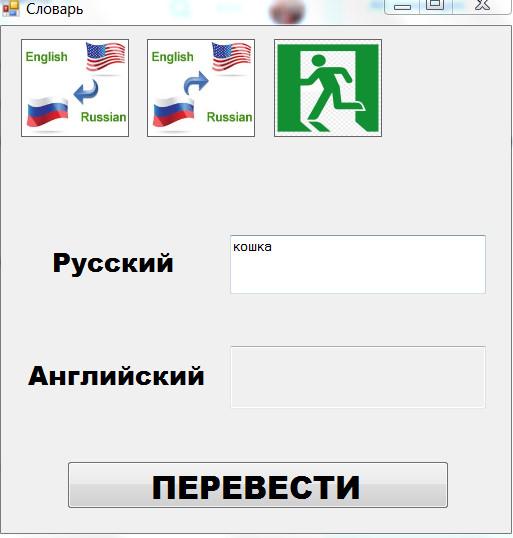 Словарь
English
Russian
English
Russian
Русский
кошка
Английский
ПЕРЕВЕСТИ